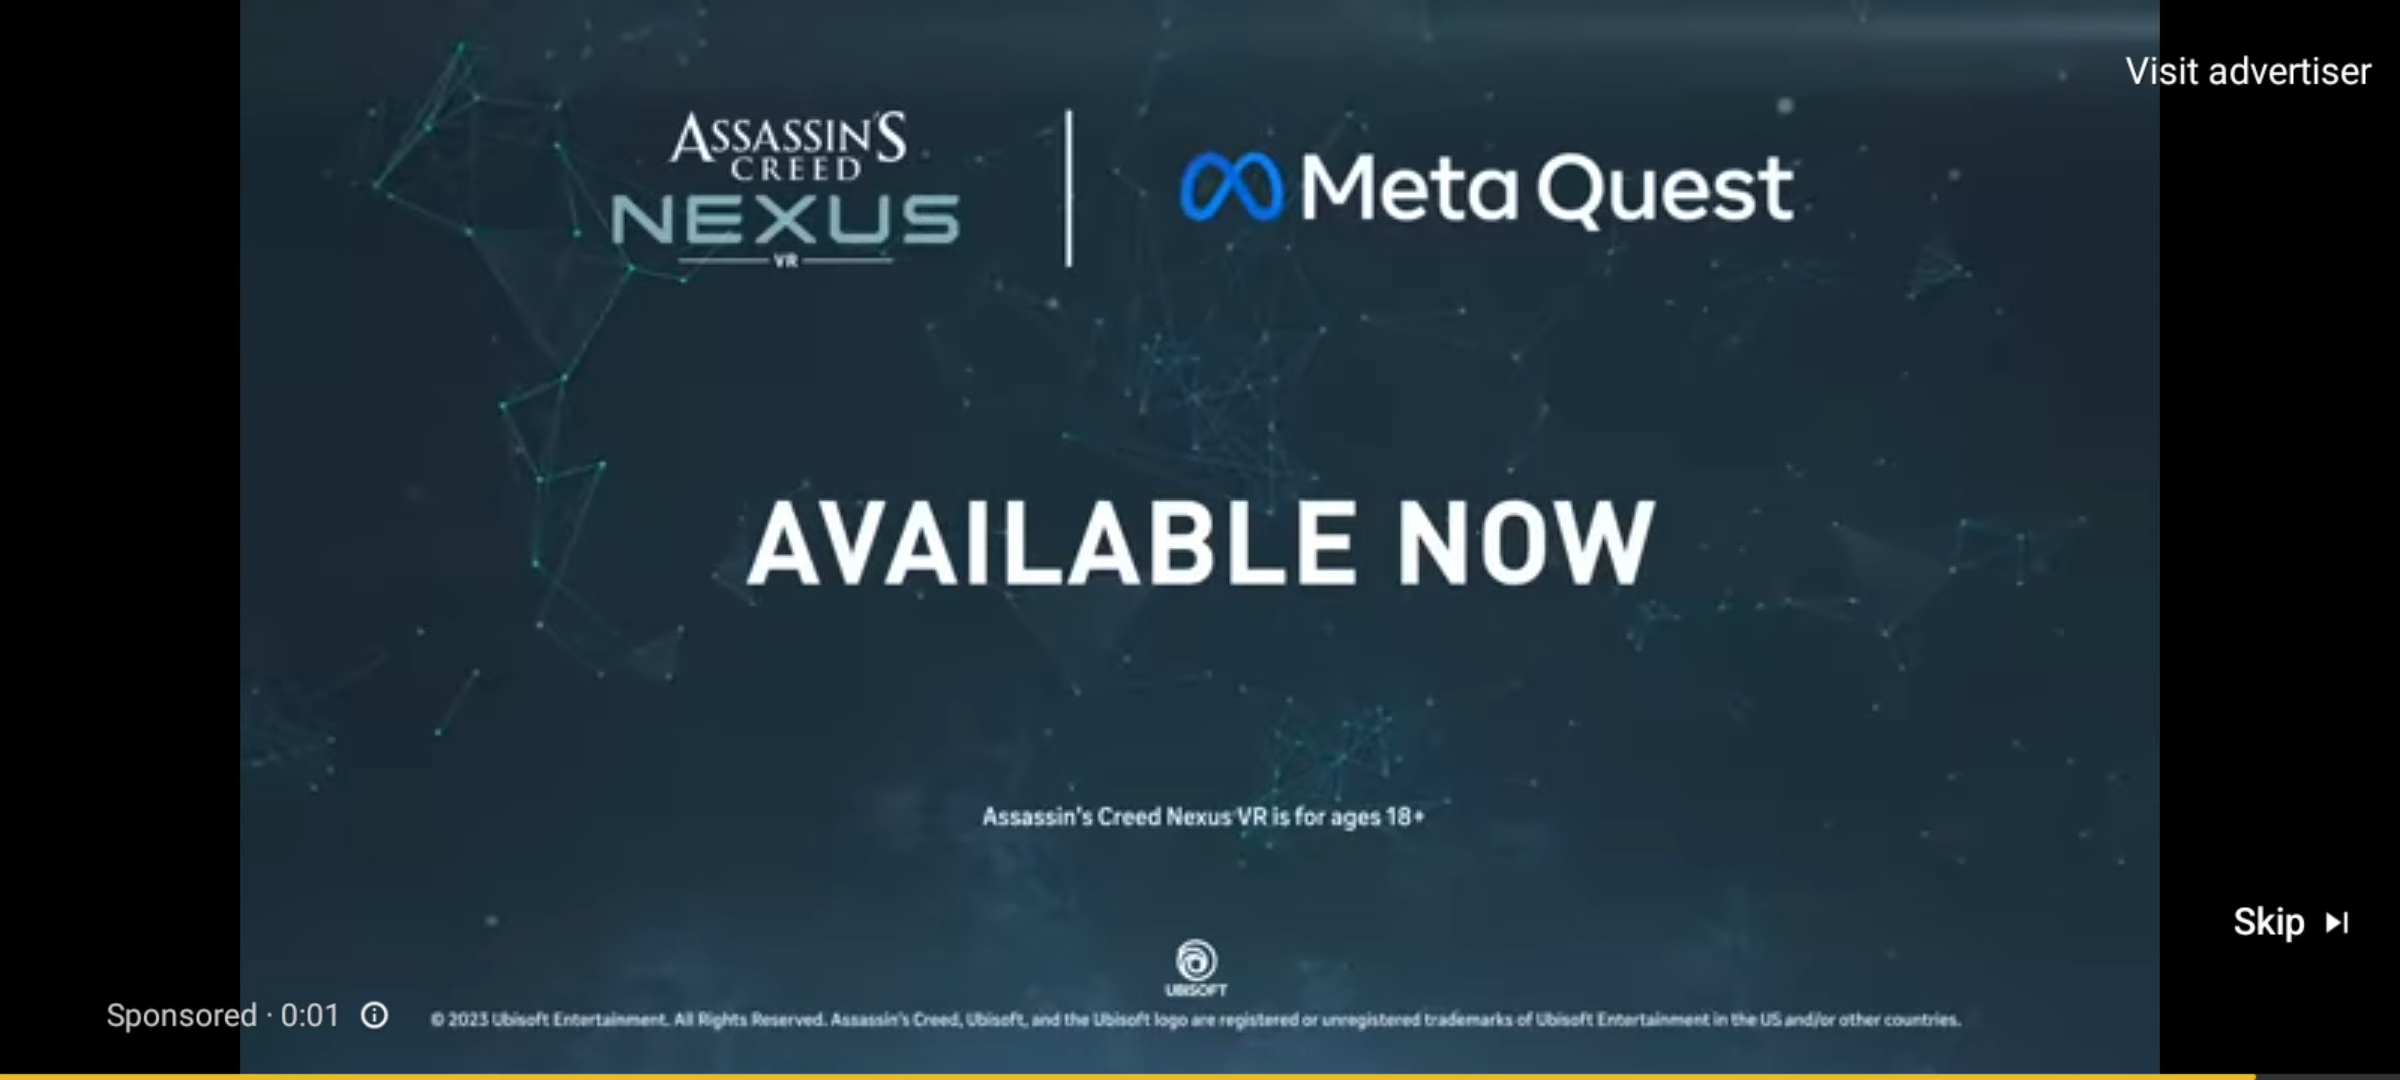 Visit advertiser
ASSASSIN'S
CREED
NEXUS
VR
Meta Quest
AVAILABLE NOW
Assassin's Creed Nexus VR is for ages 18+
Skip
UBISOFT
Sponsored · 0:01
© 2023 Ubisoft Entertainment. All Rights Reserved. Assassin's Creed, Ubisoft, and the Ubisoft logo are registered or unregistered trademarks of Ubisoft Entertainment in the US and/or other countries.